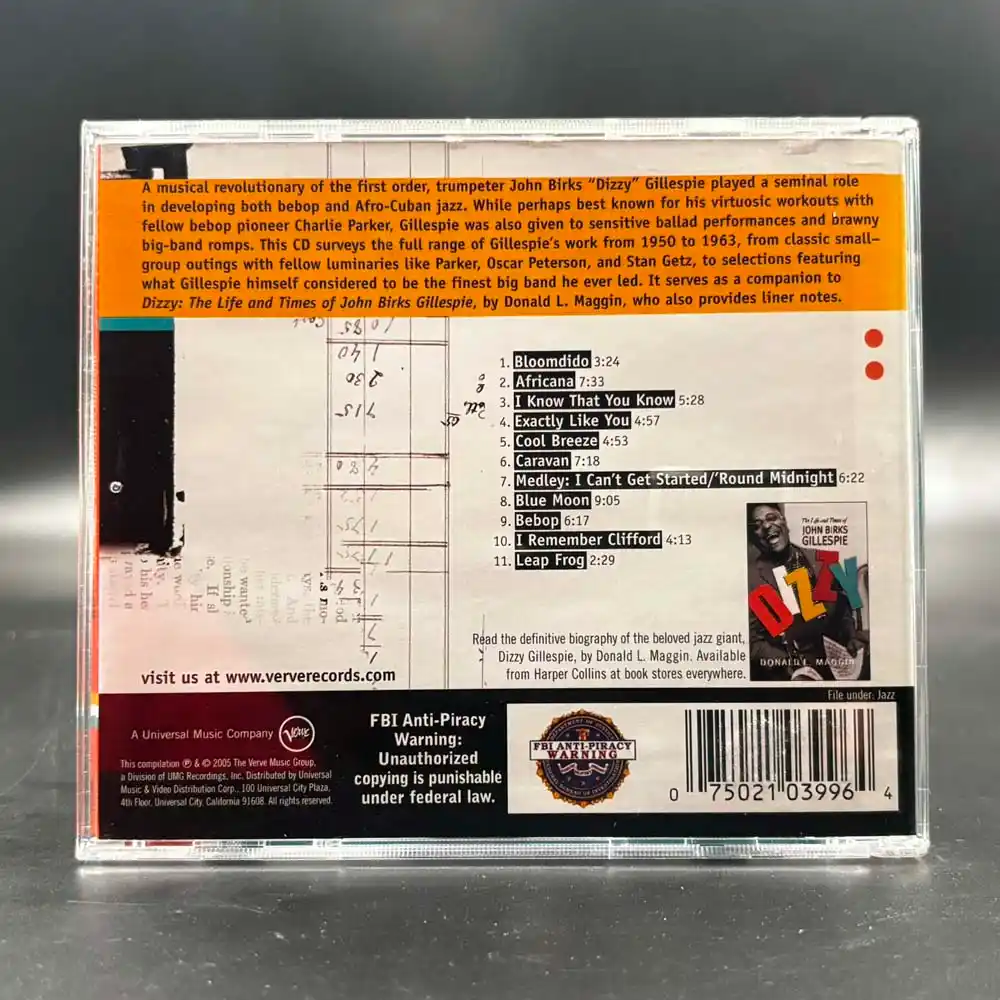 A musical revolutionary of the first order, trumpeter John Birks "Dizzy" Gillespie played a seminal role
in developing both bebop and Afro-Cuban jazz. While perhaps best known for his virtuosic workouts with
fellow bebop pioneer Charlie Parker, Gillespie was also given to sensitive ballad performances and brawny
big-band romps. This CD surveys the full range of Gillespie's work from 1950 to 1963, from classic small-
group outings with fellow luminaries like Parker, Oscar Peterson, and Stan Getz, to selections featuring
what Gillespie himself considered to be the finest big band he ever led. It serves as a companion to
Dizzy: The Life and Times of John Birks Gillespie, by Donald L. Maggin, who also provides liner notes.
1. Bloomdido 3:24
2. Africana 7:33
3. I Know That You Know 5:28
4. Exactly Like You 4:57
5. Cool Breeze 4:53
6. Caravan 7:18
7. Medley: I Can't Get Started/'Round Midnight 6:22
8. Blue Moon 9:05
9. Bebop 6:17
10. I Remember Clifford 4:13
11. Leap Frog 2:29
The Life and Times of
JOHN BIRKS
GILLESPIE
DIZZY
DONALD L. MAGGIN
Read the definitive biography of the beloved jazz giant,
Dizzy Gillespie, by Donald L. Maggin. Available
from Harper Collins at book stores everywhere.
visit us at www.ververecords.com
File under: Jazz
A Universal Music Company
Verve
This compilation ℗ & © 2005 The Verve Music Group,
a Division of UMG Recordings, Inc. Distributed by Universal
Music & Video Distribution Corp., 100 Universal City Plaza,
4th Floor, Universal City, California 91608. All rights reserved.
FBI Anti-Piracy
Warning:
Unauthorized
copying is punishable
under federal law.
FBI ANTI-PIRACY
WARNING
0 75021 03996 4